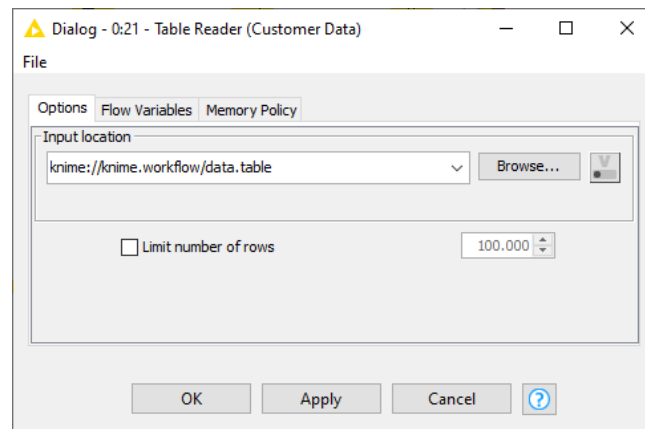 Dialog - 0:21 - Table Reader (Customer Data)
File
Options Flow Variables Memory Policy
Input location
knime://knime.workflow/data.table Browse... V
Limit number of rows 100.000
OK Apply Cancel ?